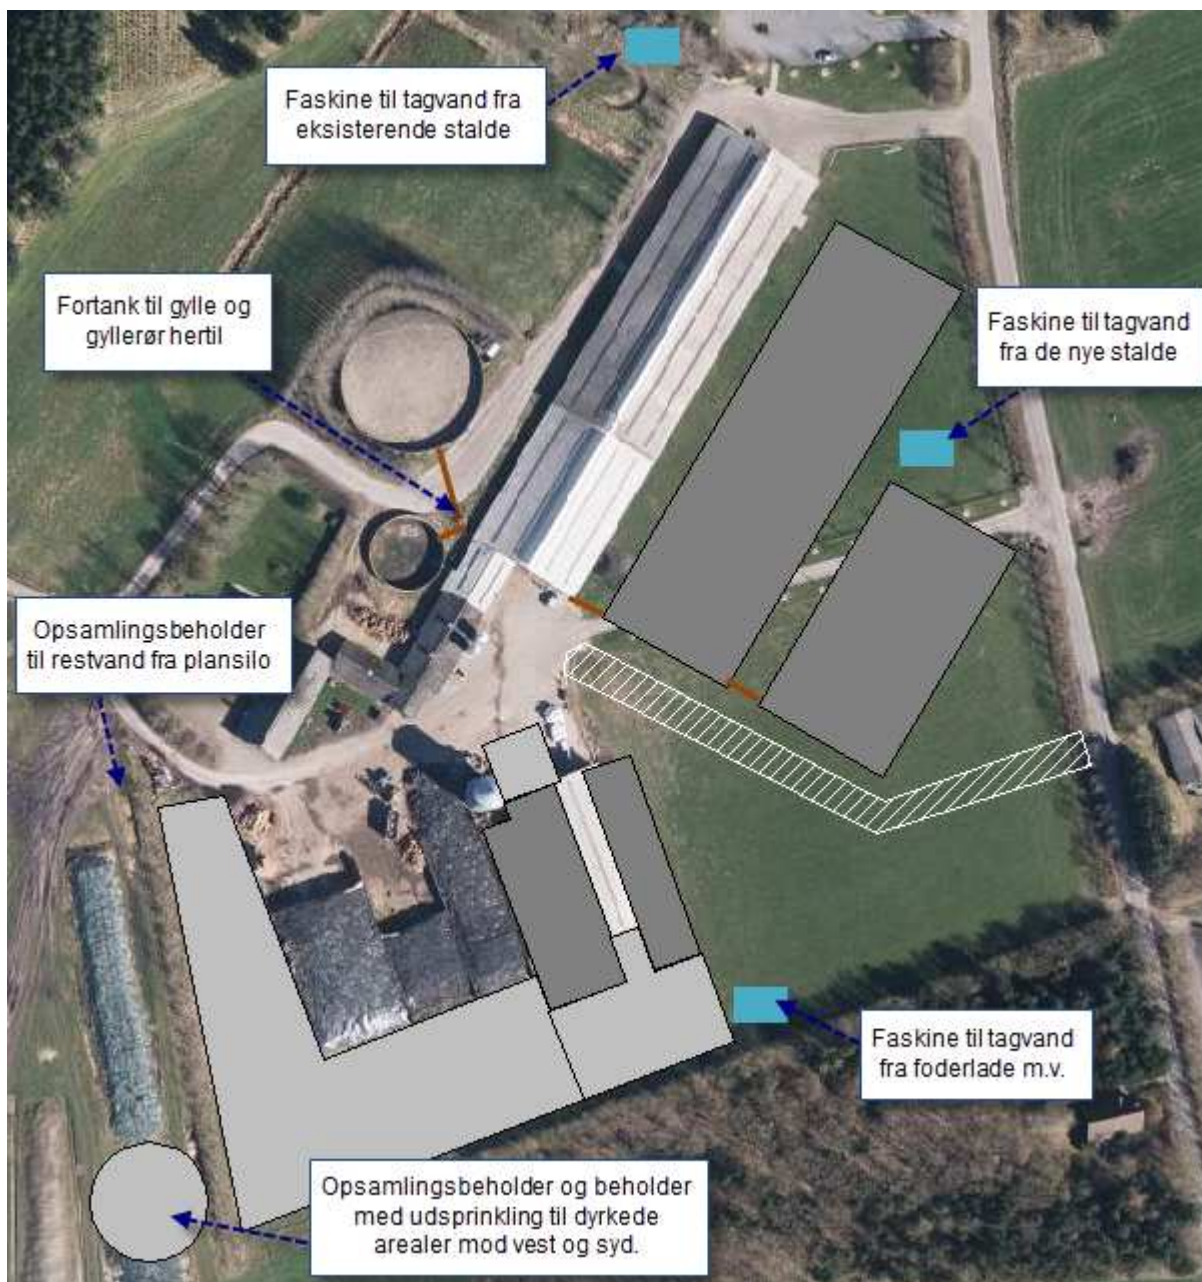 Faskine til tagvand fra
eksisterende stalde
Fortank til gylle og
gyllerør hertil
Faskine til tagvand
fra de nye stalde
Opsamlingsbeholder
til restvand fra plansilo
Faskine til tagvand
fra foderlade m.v.
Opsamlingsbeholder og beholder
med udsprinkling til dyrkede
arealer mod vest og syd.